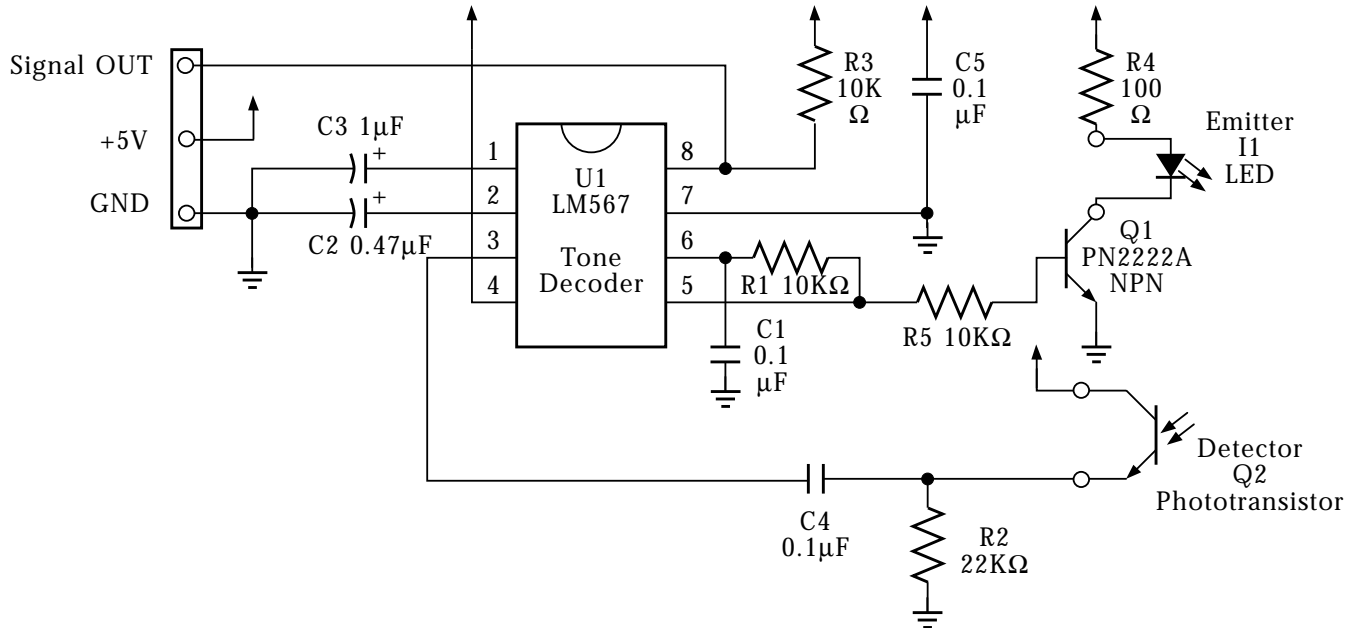 Signal OUT
+5V
GND
C3 1µF
+
+
C2 0.47µF
1
2
3
4
U1
LM567
Tone
Decoder
8
7
6
5
R3
10K
Ω
C5
0.1
µF
R4
100
Ω
Emitter
I1
LED
Q1
PN2222A
NPN
R1 10KΩ
R5 10KΩ
C1
0.1
µF
Detector
Q2
Phototransistor
C4
0.1µF
R2
22KΩ